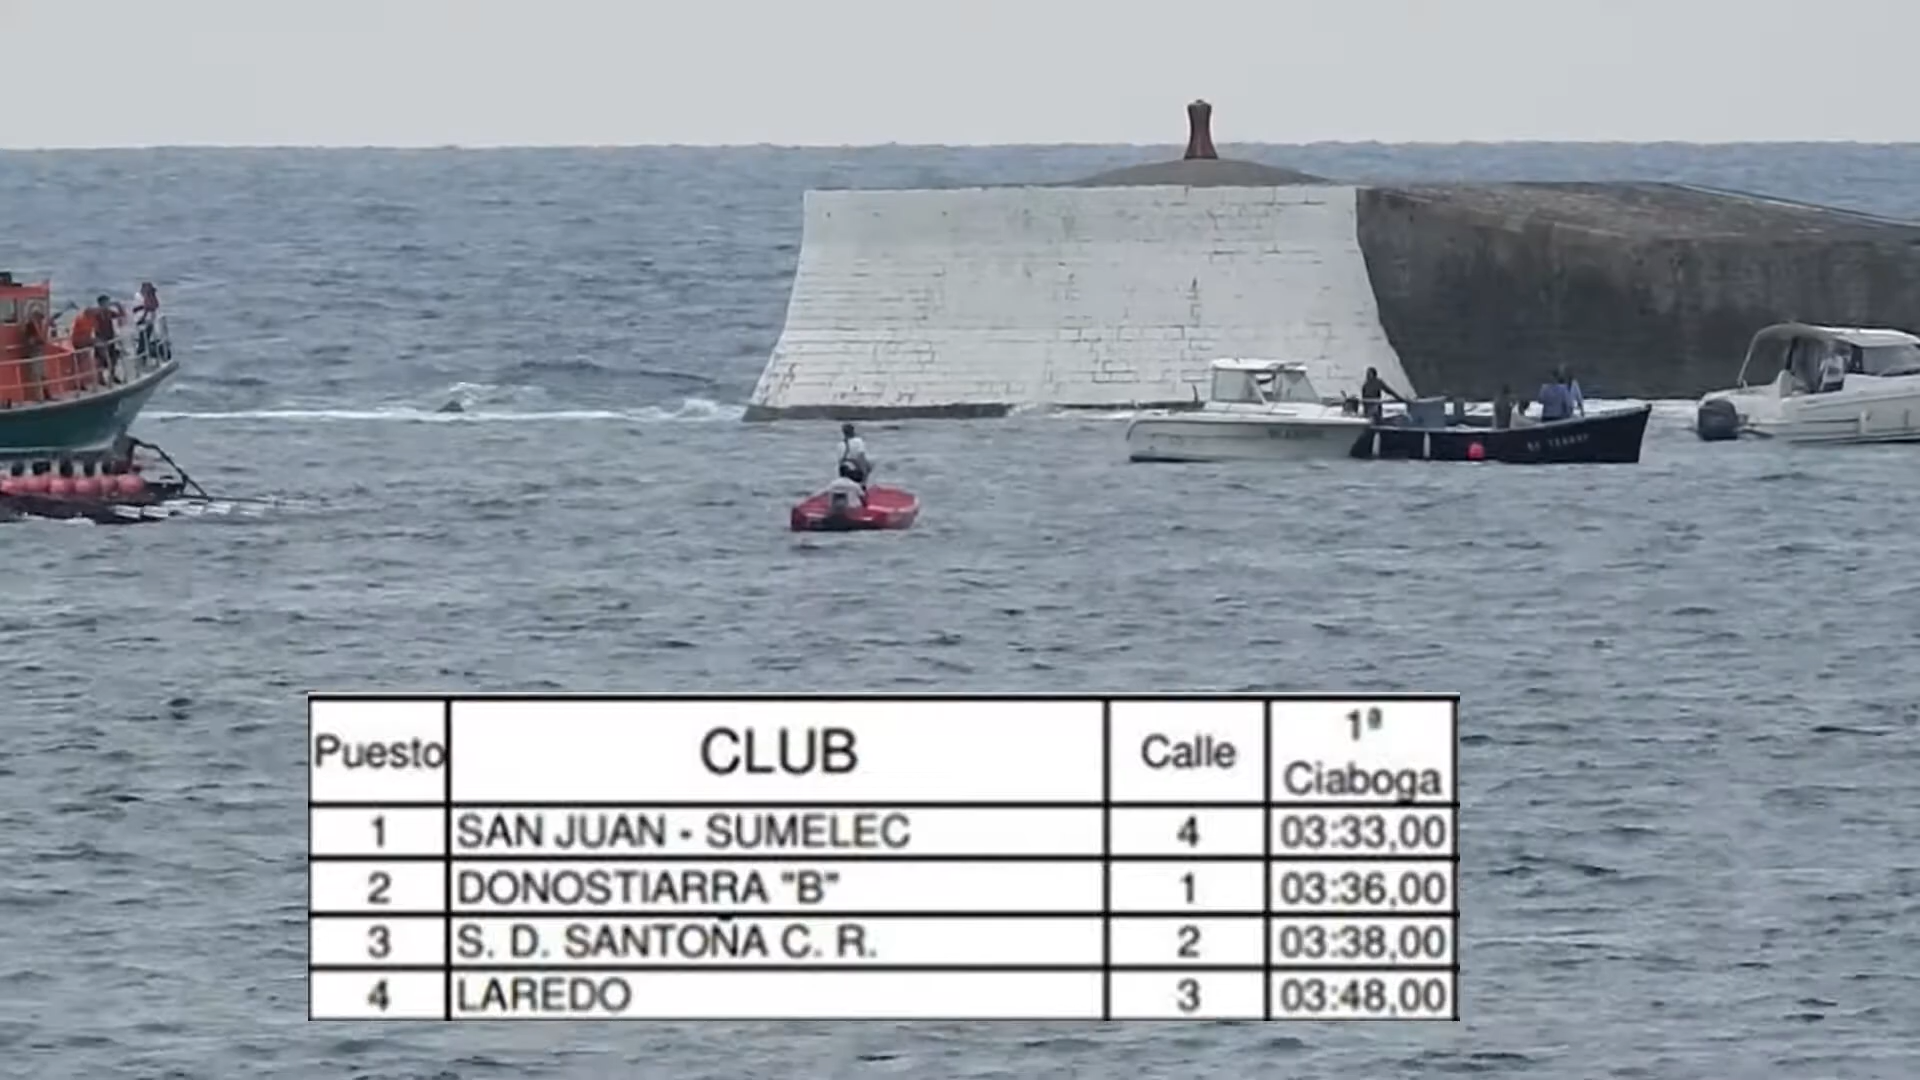 Puesto CLUB Calle 1ª Ciaboga
1 SAN JUAN - SUMELEC 4 03:33,00
2 DONOSTIARRA "B" 1 03:36,00
3 S. D. SANTOÑA C. R. 2 03:38,00
4 LAREDO 3 03:48,00